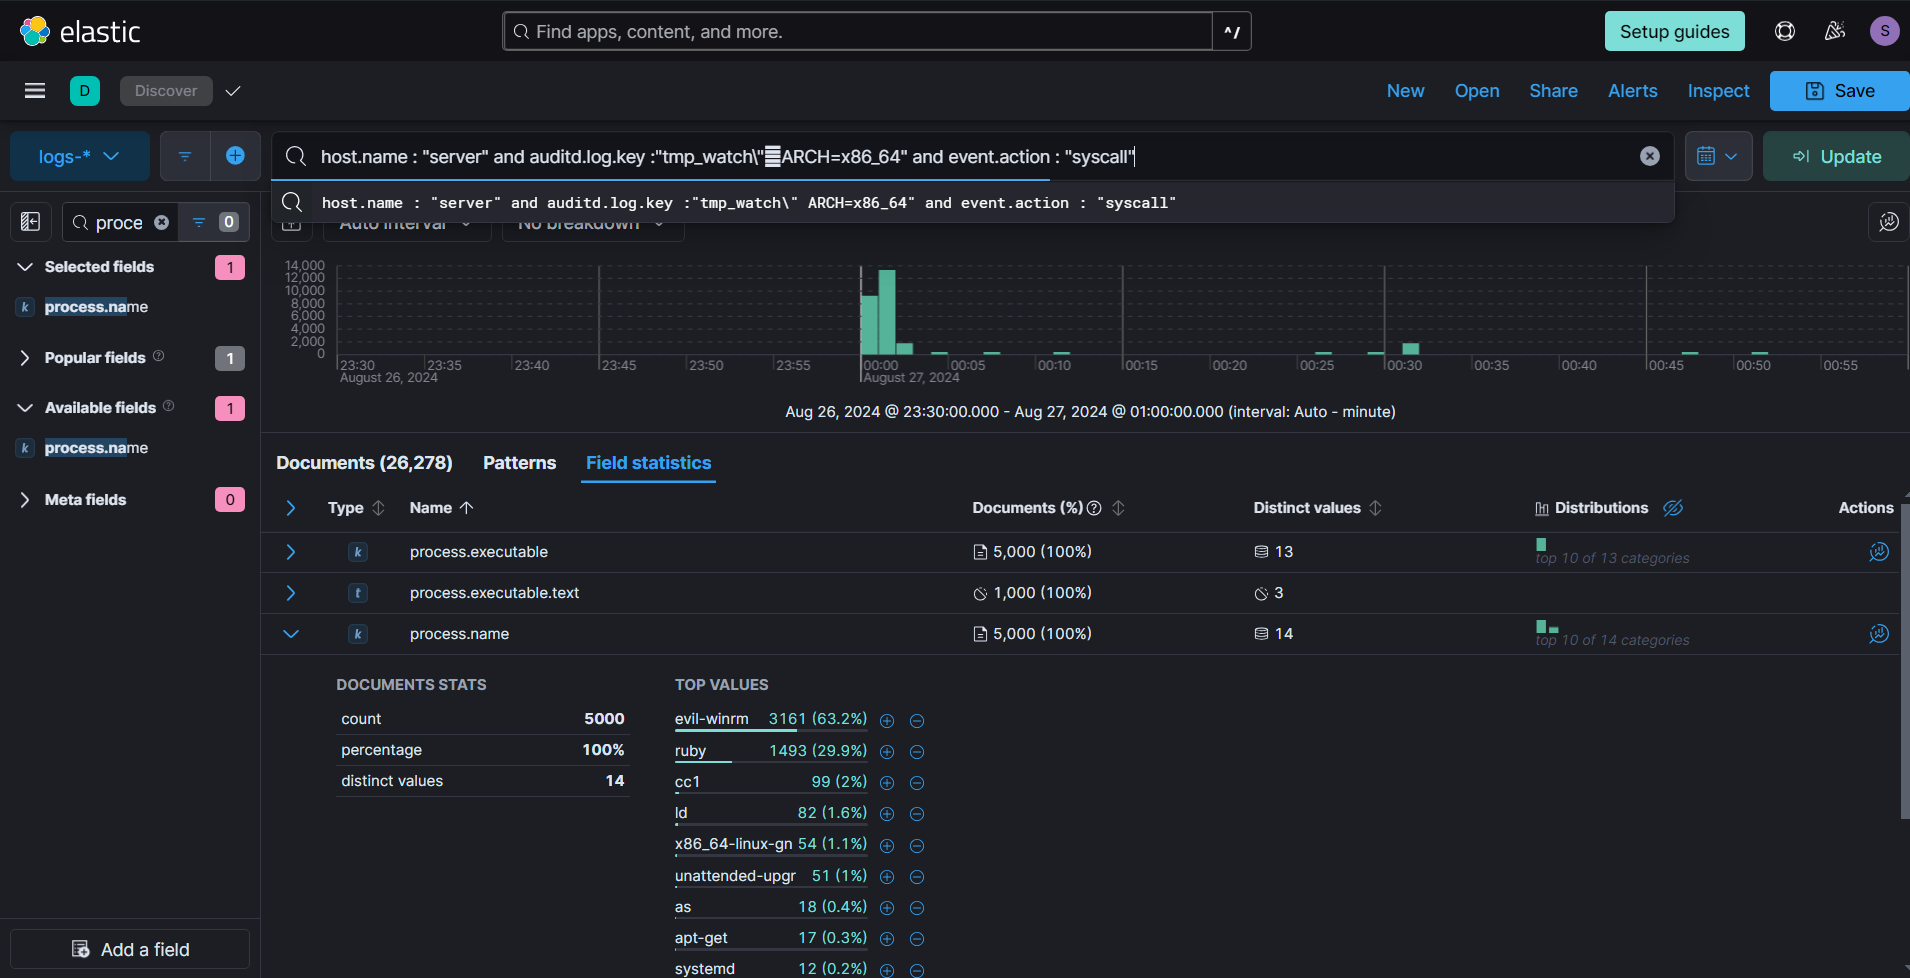 elastic
Find apps, content, and more.
^/
Setup guides
S
D
Discover
New
Open
Share
Alerts
Inspect
Save
logs-*
host.name : "server" and auditd.log.key :"tmp_watch\" ARCH=x86_64" and event.action : "syscall"
Update
host.name : "server" and auditd.log.key :"tmp_watch\" ARCH=x86_64" and event.action : "syscall"
proce
0
Auto interval
No breakdown
Selected fields
1
k process.name
Popular fields
1
Available fields
1
k process.name
Meta fields
0
Add a field
14,000
12,000
10,000
8,000
6,000
4,000
2,000
0
23:30 23:35 23:40 23:45 23:50 23:55 00:00 00:05 00:10 00:15 00:20 00:25 00:30 00:35 00:40 00:45 00:50 00:55
August 26, 2024 August 27, 2024
Aug 26, 2024 @ 23:30:00.000 - Aug 27, 2024 @ 01:00:00.000 (interval: Auto - minute)
Documents (26,278) Patterns Field statistics
Type Name Documents (%) Distinct values Distributions Actions
k process.executable 5,000 (100%) 13 top 10 of 13 categories
t process.executable.text 1,000 (100%) 3
k process.name 5,000 (100%) 14 top 10 of 14 categories
DOCUMENTS STATS
count 5000
percentage 100%
distinct values 14
TOP VALUES
evil-winrm 3161 (63.2%)
ruby 1493 (29.9%)
cc1 99 (2%)
ld 82 (1.6%)
x86_64-linux-gn 54 (1.1%)
unattended-upgr 51 (1%)
as 18 (0.4%)
apt-get 17 (0.3%)
systemd 12 (0.2%)